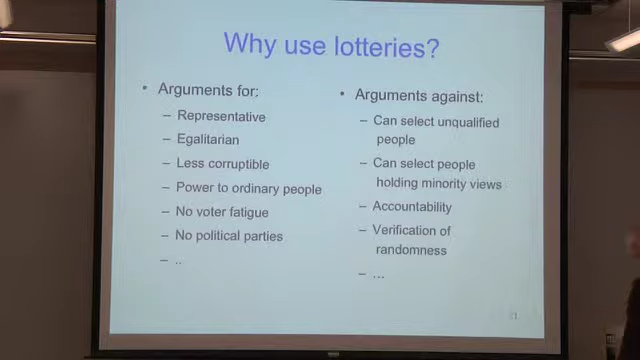 Why use lotteries?
• Arguments for:
– Representative
– Egalitarian
– Less corruptible
– Power to ordinary people
– No voter fatigue
– No political parties
– ..
• Arguments against:
– Can select unqualified
people
– Can select people
holding minority views
– Accountability
– Verification of
randomness
– ...